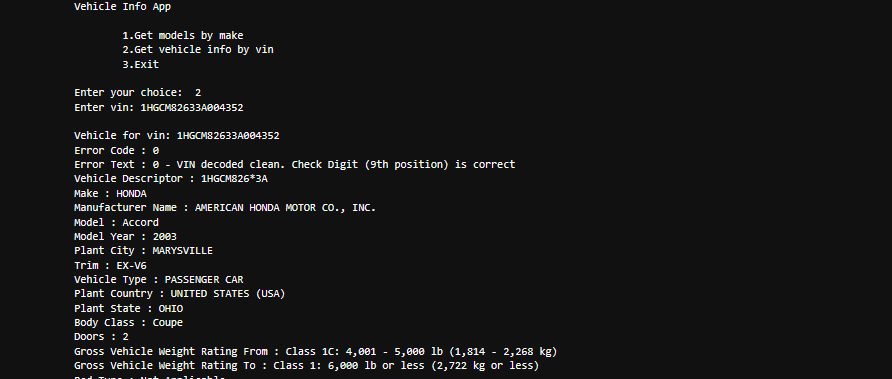 Vehicle Info App
1.Get models by make
2.Get vehicle info by vin
3.Exit
Enter your choice:  2
Enter vin: 1HGCM82633A004352
Vehicle for vin: 1HGCM82633A004352
Error Code : 0
Error Text : 0 - VIN decoded clean. Check Digit (9th position) is correct
Vehicle Descriptor : 1HGCM826*3A
Make : HONDA
Manufacturer Name : AMERICAN HONDA MOTOR CO., INC.
Model : Accord
Model Year : 2003
Plant City : MARYSVILLE
Trim : EX-V6
Vehicle Type : PASSENGER CAR
Plant Country : UNITED STATES (USA)
Plant State : OHIO
Body Class : Coupe
Doors : 2
Gross Vehicle Weight Rating From : Class 1C: 4,001 - 5,000 lb (1,814 - 2,268 kg)
Gross Vehicle Weight Rating To : Class 1: 6,000 lb or less (2,722 kg or less)
Bed Type : Not Applicable